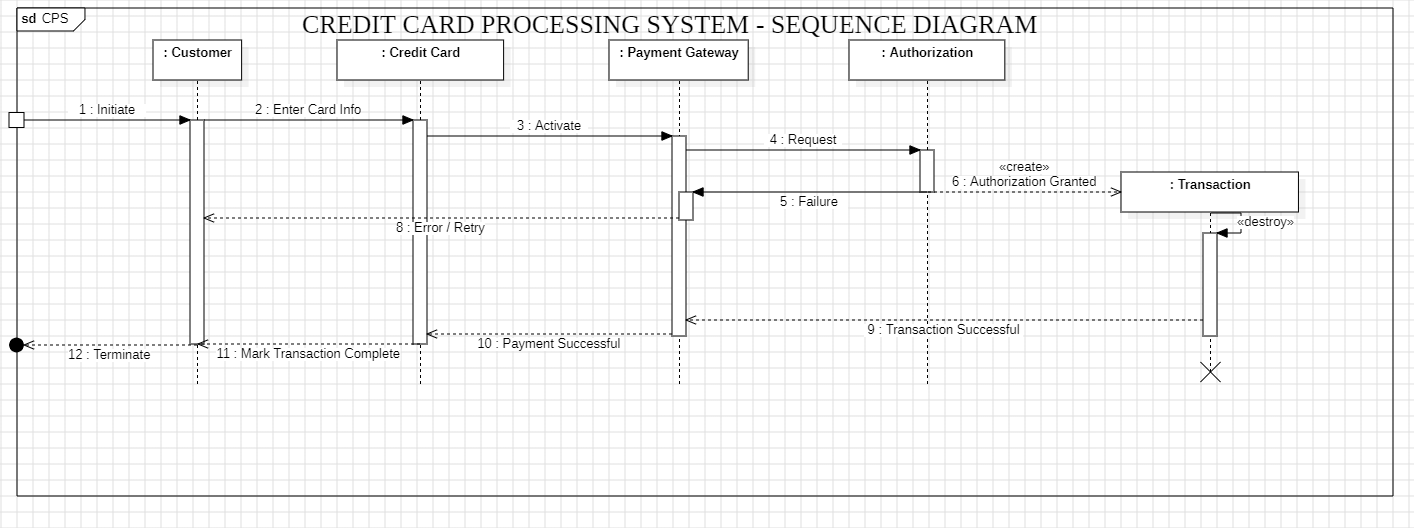 sd CPS
CREDIT CARD PROCESSING SYSTEM - SEQUENCE DIAGRAM
: Customer
: Credit Card
: Payment Gateway
: Authorization
1 : Initiate
2 : Enter Card Info
3 : Activate
4 : Request
«create»
6 : Authorization Granted
: Transaction
5 : Failure
«destroy»
8 : Error / Retry
9 : Transaction Successful
10 : Payment Successful
11 : Mark Transaction Complete
12 : Terminate